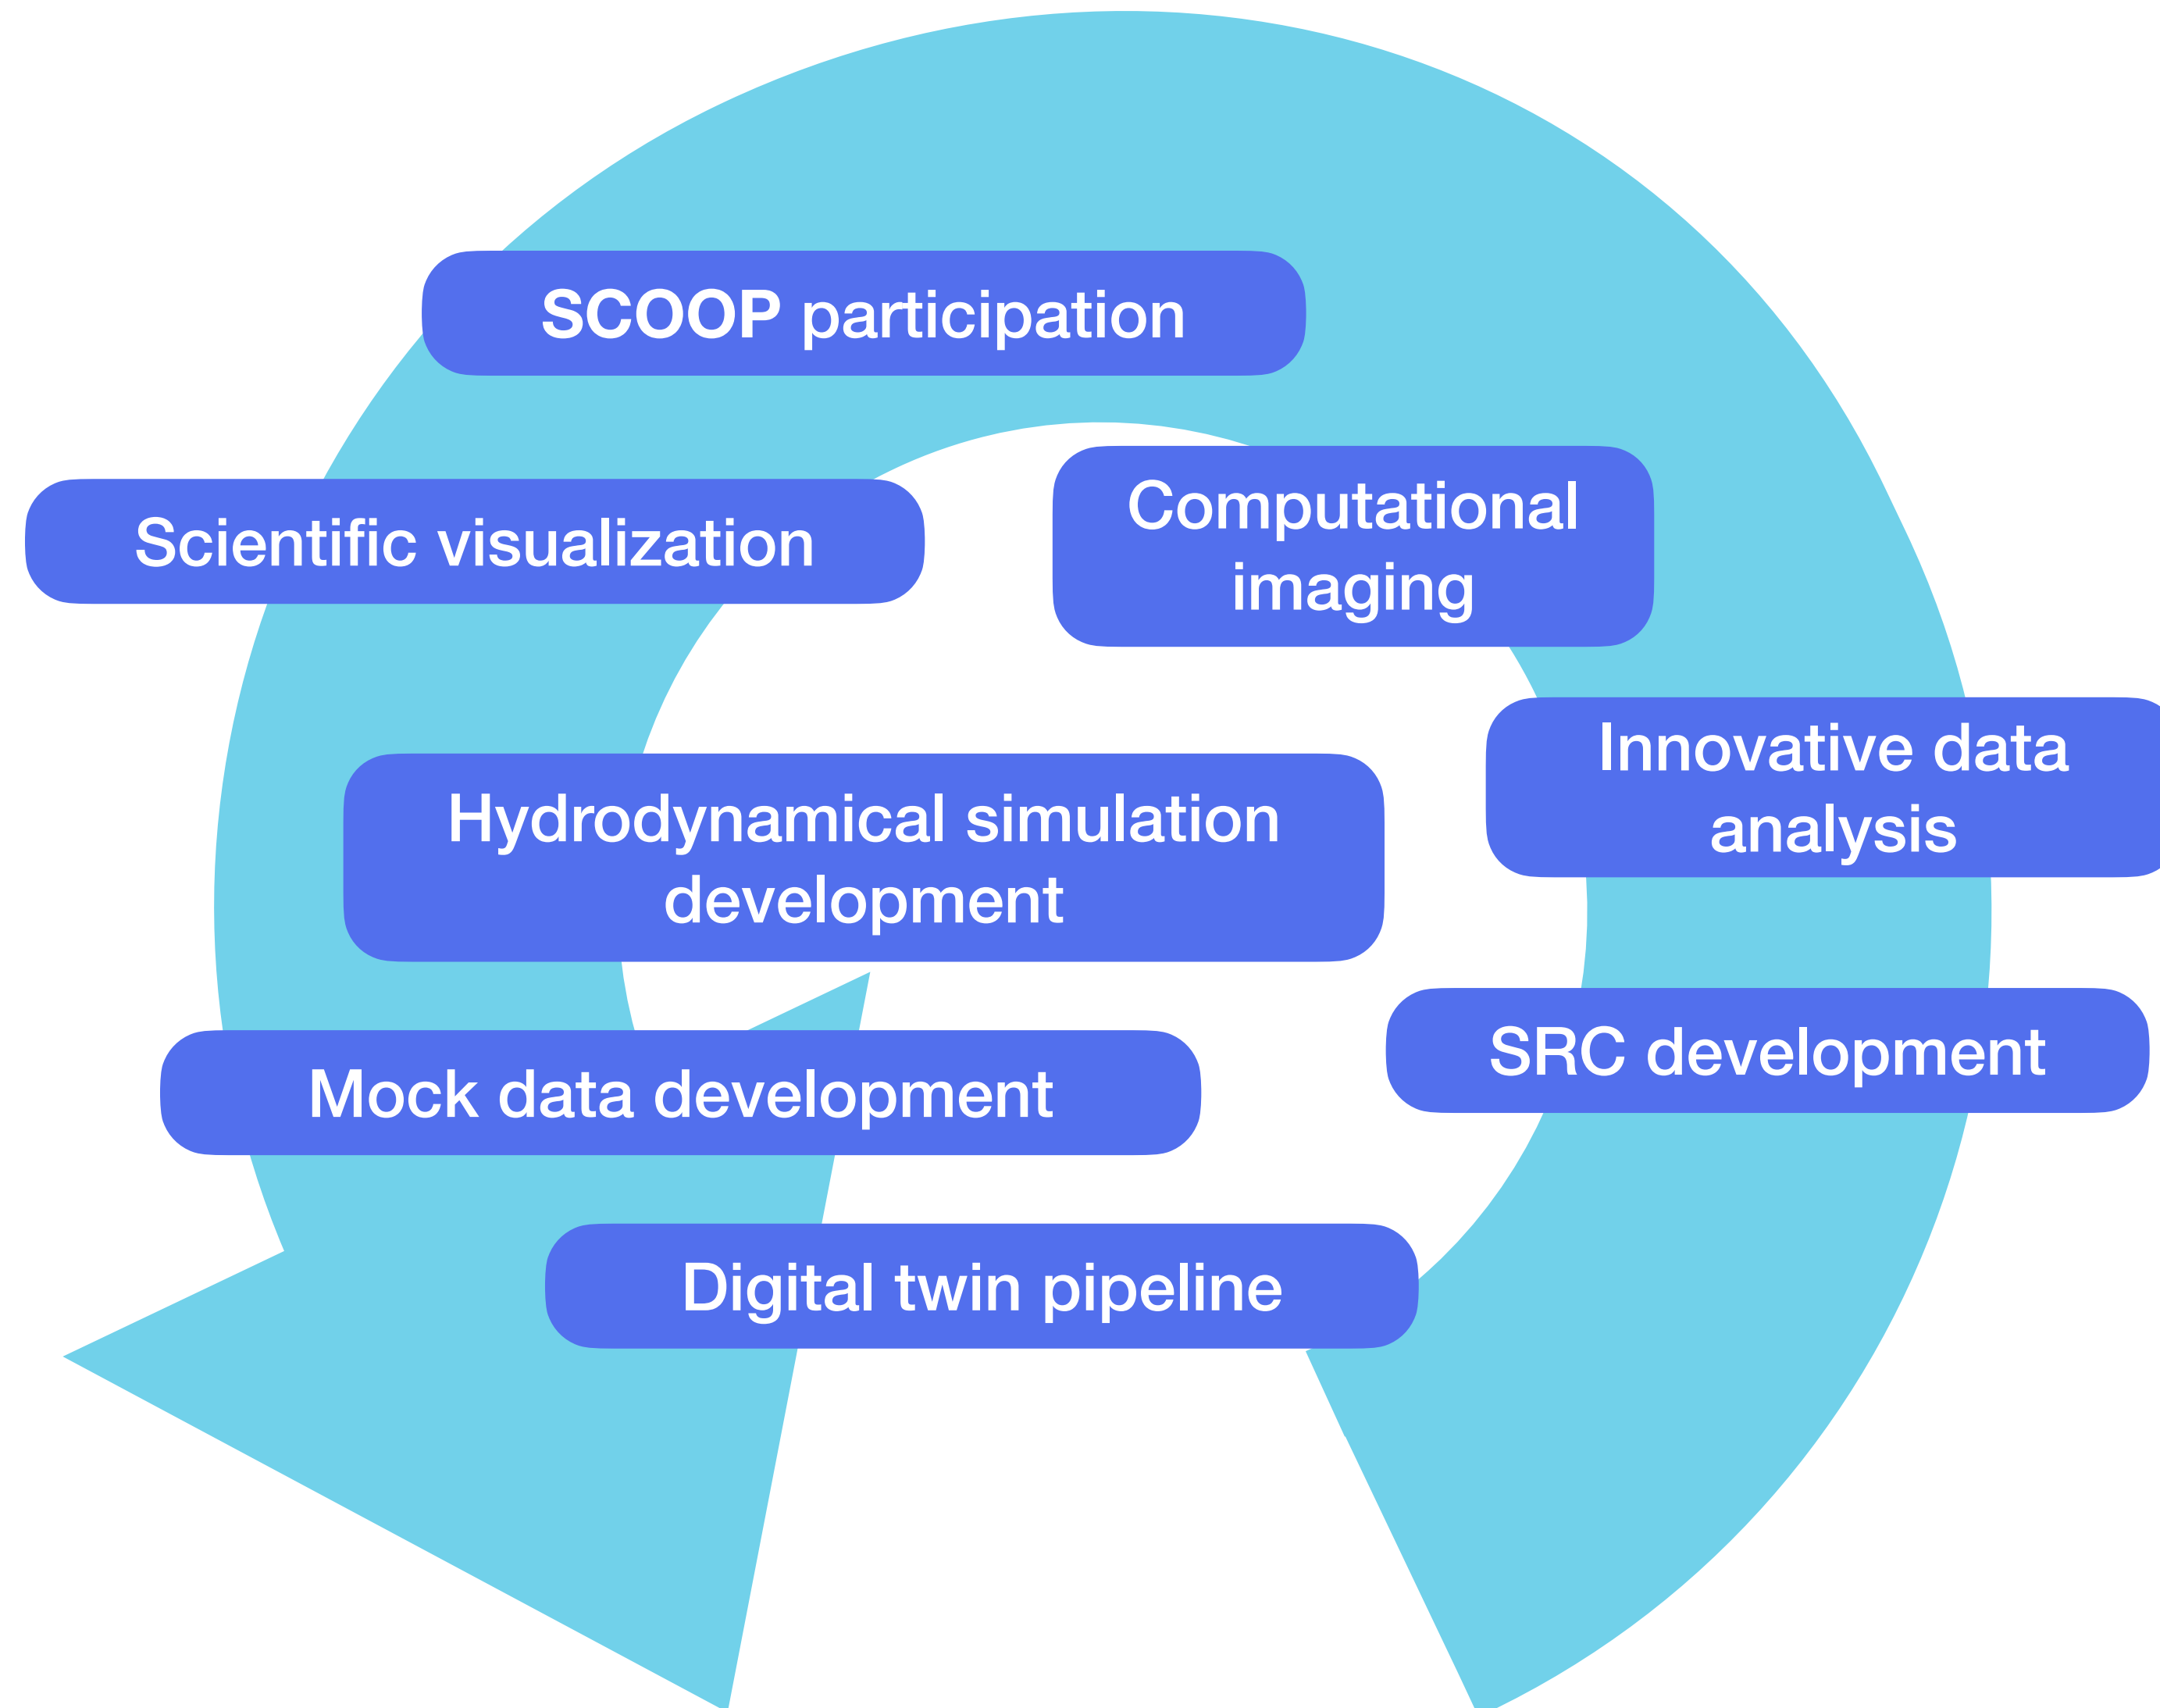 SCOOP participation
Scientific visualization
Computational
imaging
Innovative data
analysis
Hydrodynamical simulation
development
SRC development
Mock data development
Digital twin pipeline